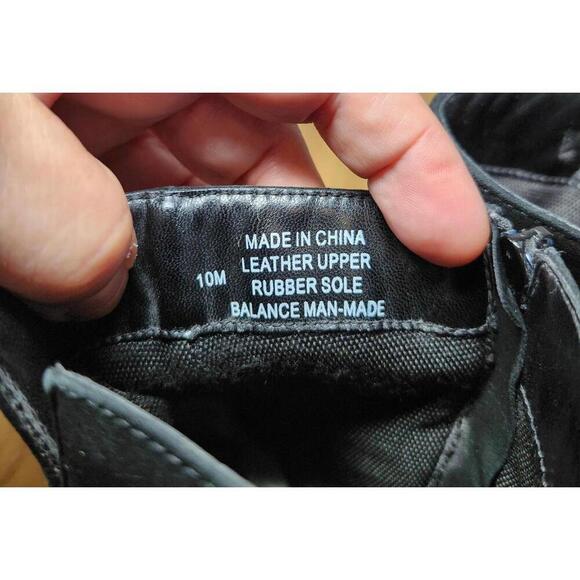 MADE IN CHINA
10M LEATHER UPPER
RUBBER SOLE
BALANCE MAN-MADE